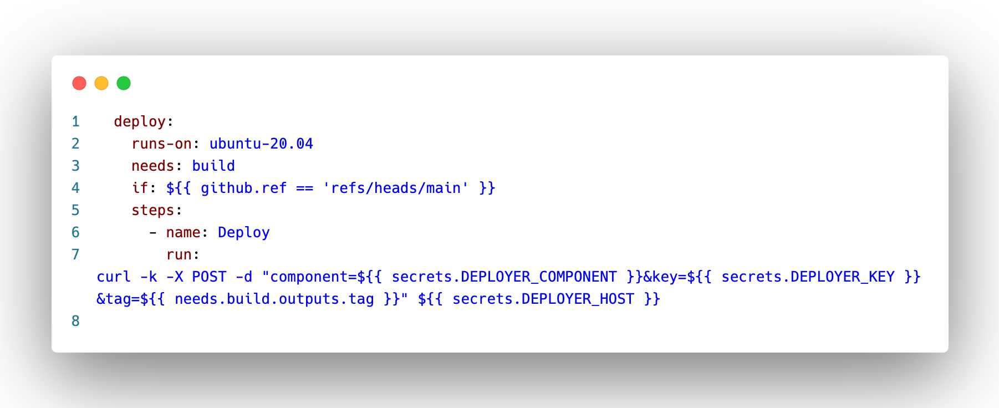 1 deploy:
2 runs-on: ubuntu-20.04
3 needs: build
4 if: ${{ github.ref == 'refs/heads/main' }}
5 steps:
6 - name: Deploy
7 run:
curl -k -X POST -d "component=${{ secrets.DEPLOYER_COMPONENT }}&key=${{ secrets.DEPLOYER_KEY }}
&tag=${{ needs.build.outputs.tag }}" ${{ secrets.DEPLOYER_HOST }}
8